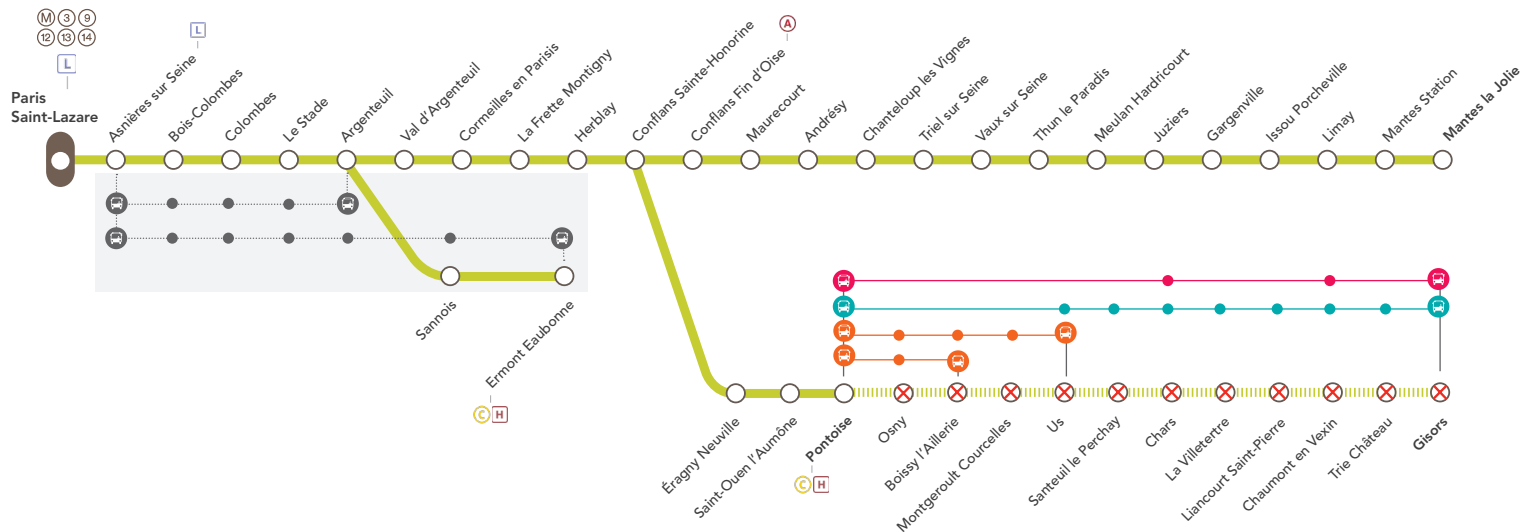 M 3 9
12 13 14
L
Paris
Saint-Lazare
L
Asnières sur Seine
Bois-Colombes
Colombes
Le Stade
Argenteuil
Val d'Argenteuil
Cormeilles en Parisis
La Frette Montigny
Herblay
Conflans Sainte-Honorine
A
Conflans Fin d'Oise
Maurecourt
Andrésy
Chanteloup les Vignes
Triel sur Seine
Vaux sur Seine
Thun le Paradis
Meulan Hardricourt
Juziers
Gargenville
Issou Porcheville
Limay
Mantes Station
Mantes la Jolie
Sannois
Ermont Eaubonne
C H
Éragny Neuville
Saint-Ouen l'Aumône
Pontoise
C H
Osny
Boissy l'Aillerie
Montgeroult Courcelles
Us
Santeuil le Perchay
Chars
La Villetertre
Liancourt Saint-Pierre
Chaumont en Vexin
Trie Château
Gisors